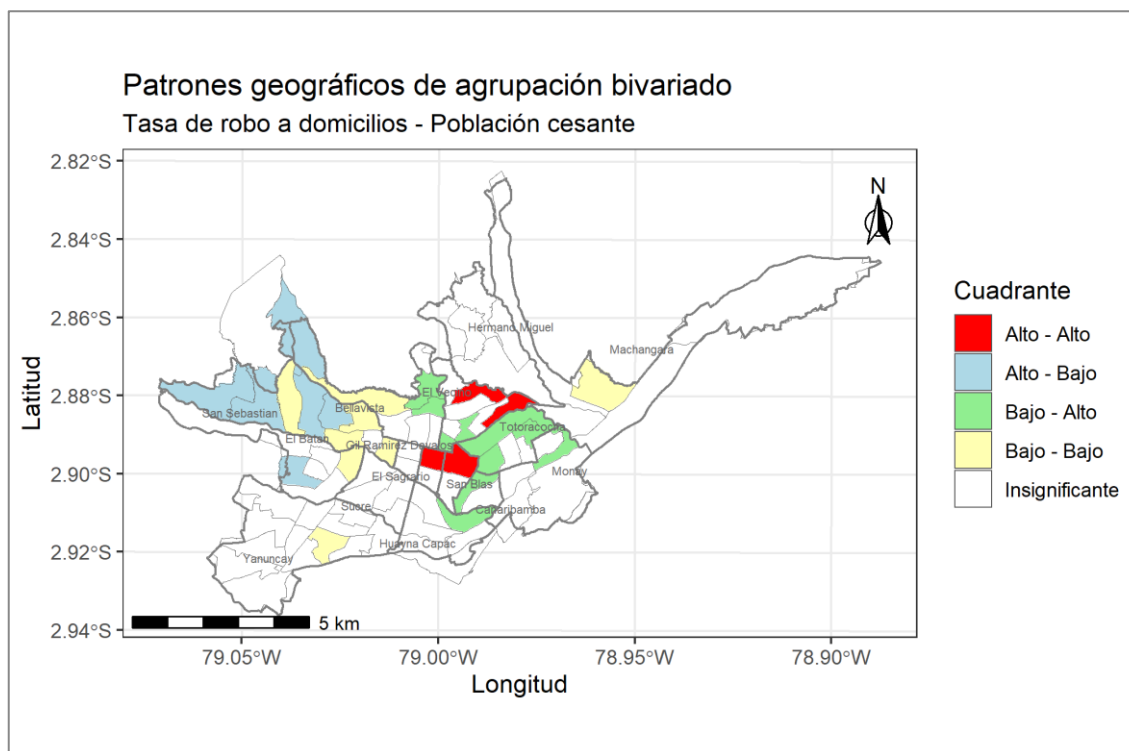 Patrones geográficos de agrupación bivariado
Tasa de robo a domicilios - Población cesante
2.82°S
2.84°S
2.86°S
2.88°S
2.90°S
2.92°S
2.94°S
Latitud
N
Hermano Miguel
Machangara
El Vecino
San Sebastian
Bellavista
Totoracocha
El Batan
Gil Ramirez Davalos
Monay
El Sagrario
San Blas
Sucre
Cañaribamba
Huayna Capac
Yanuncay
5 km
79.05°W
79.00°W
78.95°W
78.90°W
Longitud
Cuadrante
Alto - Alto
Alto - Bajo
Bajo - Alto
Bajo - Bajo
Insignificante